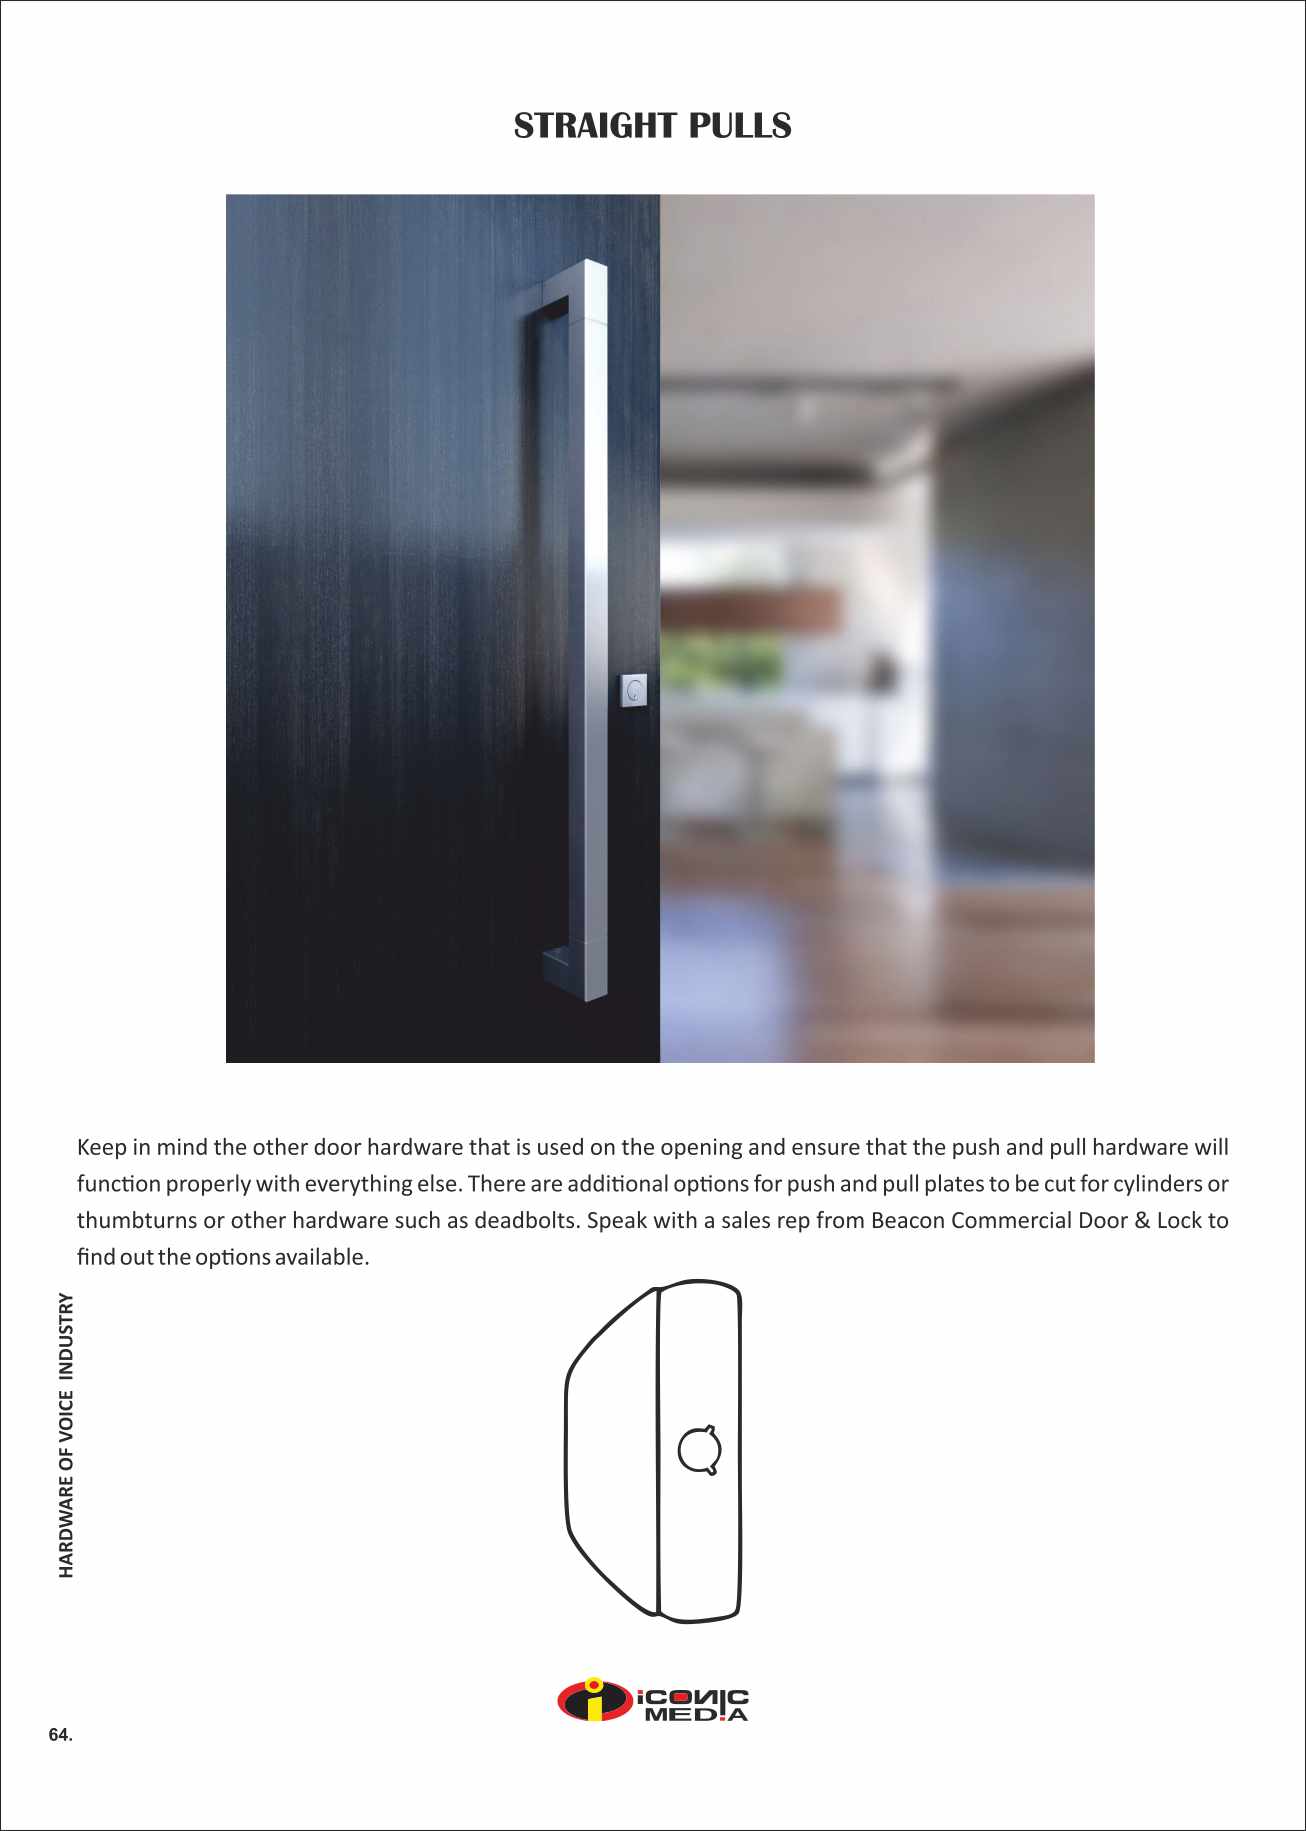 STRAIGHT PULLS
Keep in mind the other door hardware that is used on the opening and ensure that the push and pull hardware will
function properly with everything else. There are additional options for push and pull plates to be cut for cylinders or
thumbturns or other hardware such as deadbolts. Speak with a sales rep from Beacon Commercial Door & Lock to
find out the options available.
HARDWARE OF VOICE INDUSTRY
iCONIC
MEDIA
64.